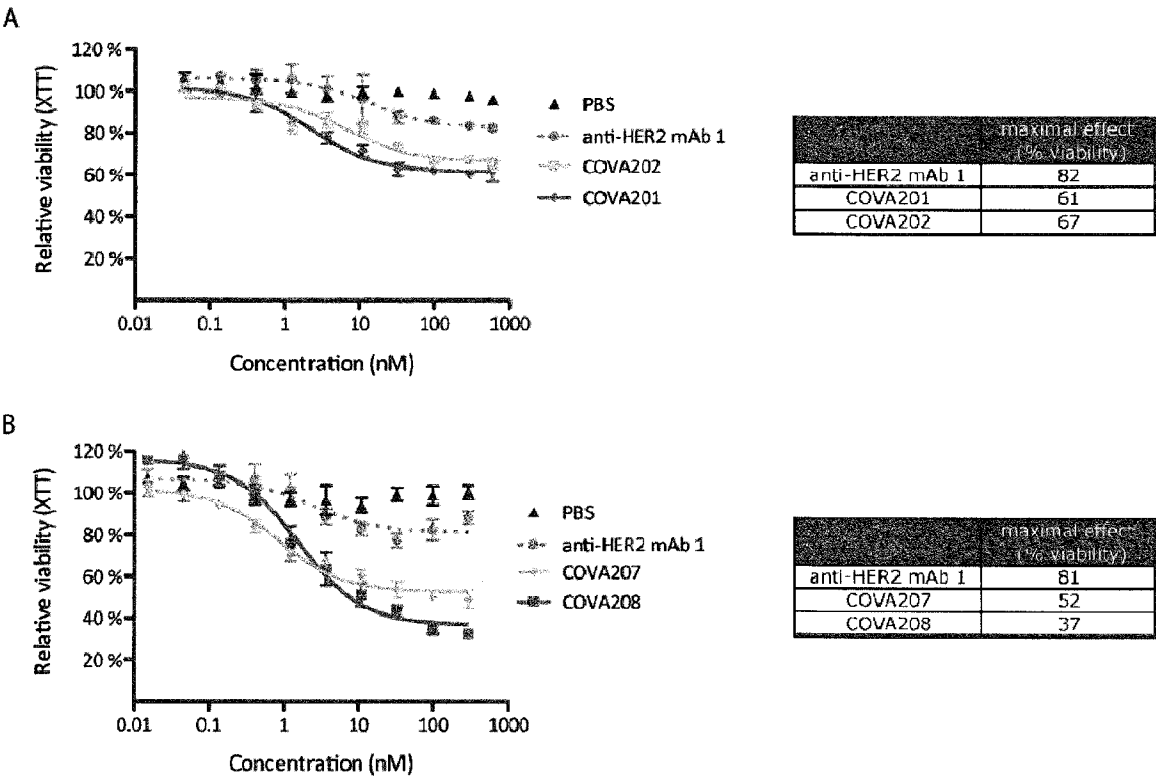 A
120 %
100 %
80 %
60 %
40 %
20 %
Relative viability (XTT)
0.01 0.1 1 10 100 1000
Concentration (nM)
PBS
anti-HER2 mAb 1
COVA202
COVA201
maximal effect
(% viability)
anti-HER2 mAb 1 82
COVA201 61
COVA202 67
B
120 %
100 %
80 %
60 %
40 %
20 %
Relative viability (XTT)
0.01 0.1 1 10 100 1000
Concentration (nM)
PBS
anti-HER2 mAb 1
COVA207
COVA208
maximal effect
(% viability)
anti-HER2 mAb 1 81
COVA207 52
COVA208 37